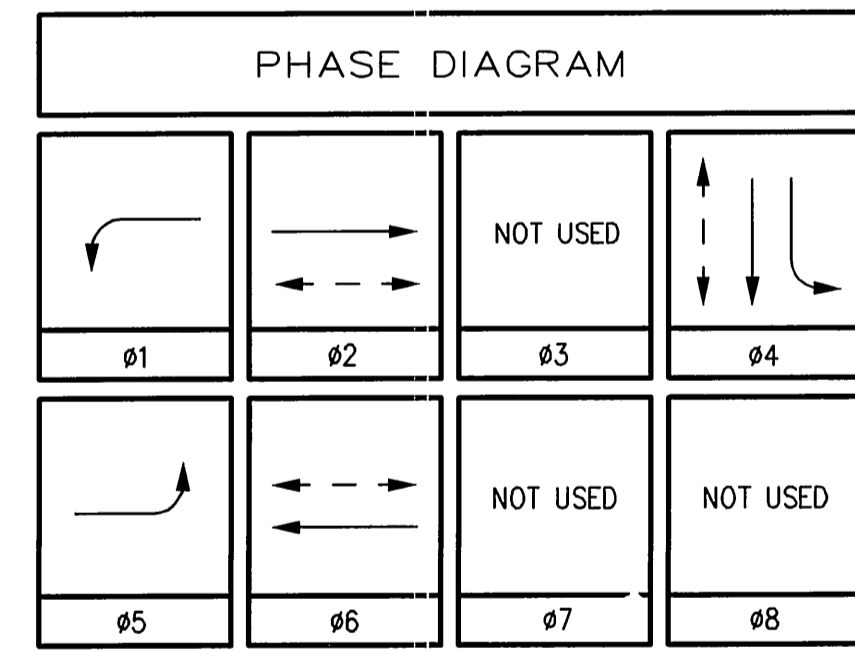 PHASE DIAGRAM
NOT USED
ø1 ø2 ø3 ø4
NOT USED NOT USED
ø5 ø6 ø7 ø8